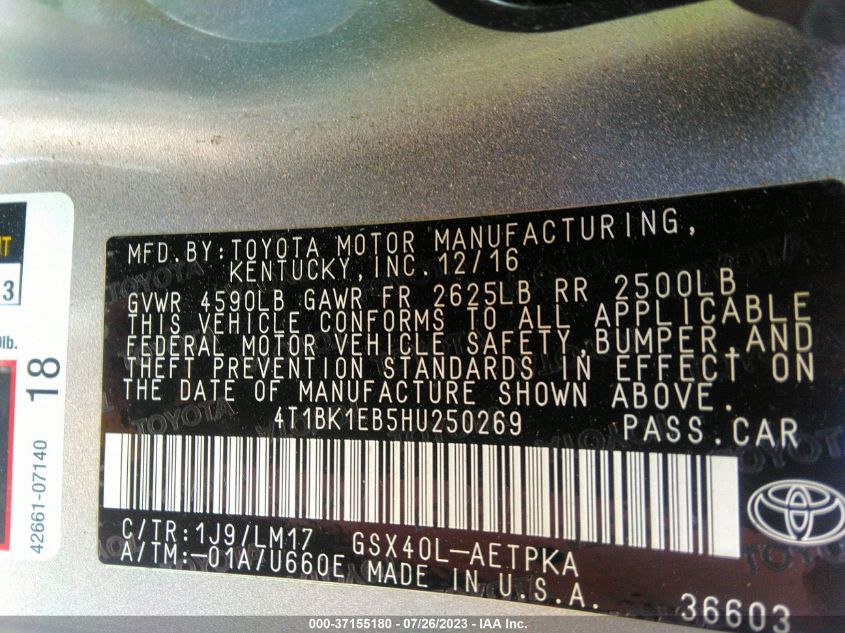 MFD.BY:TOYOTA MOTOR MANUFACTURING,
KENTUCKY,INC.12/16
GVWR 4590LB GAWR FR 2625LB RR 2500LB
THIS VEHICLE CONFORMS TO ALL APPLICABLE
FEDERAL MOTOR VEHICLE SAFETY,BUMPER,AND
THEFT PREVENTION STANDARDS IN EFFECT ON
THE DATE OF MANUFACTURE SHOWN ABOVE.
4T1BK1EB5HU250269 PASS.CAR
C/TR:1J9/LM17 GSX40L-AETPKA
A/TM:-01A/U660E MADE IN U.S.A.
36603
3
lb.
18
42661-07140
TOYOTA
000-37155180 - 07/26/2023 - IAA Inc.